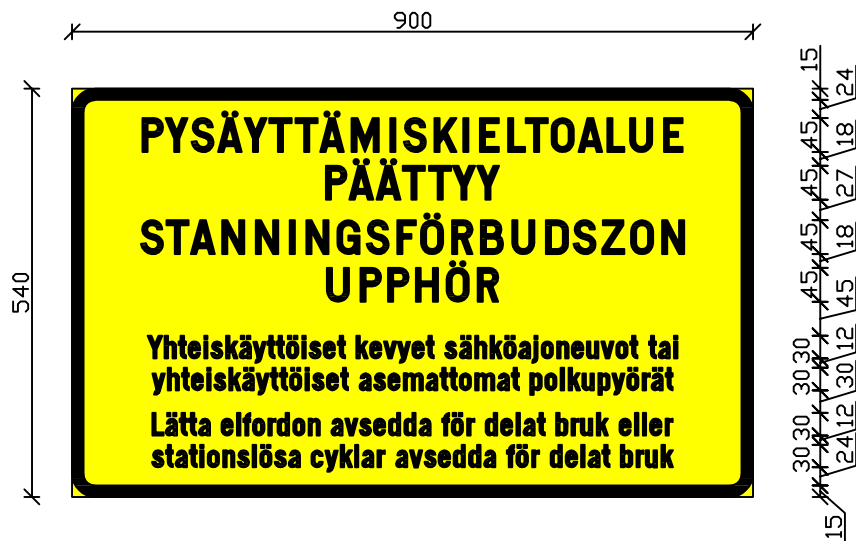 900
540
PYSÄYTTÄMISKIELTOALUE
PÄÄTTYY
STANNINGSFÖRBUDSZON
UPPHÖR
Yhteiskäyttöiset kevyet sähköajoneuvot tai
yhteiskäyttöiset asemattomat polkupyörät
Lätta elfordon avsedda för delat bruk eller
stationslösa cyklar avsedda för delat bruk
15
24
45
18
45
27
45
18
45
45
30
12
30
30
30
12
30
24
15